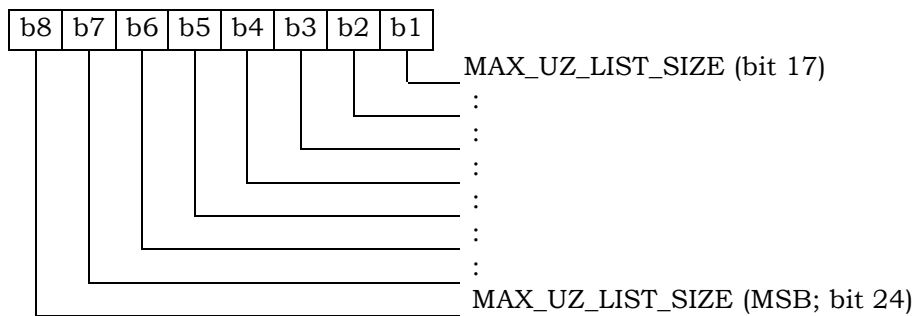 b8 b7 b6 b5 b4 b3 b2 b1
MAX_UZ_LIST_SIZE (bit 17)
:
:
:
:
:
:
MAX_UZ_LIST_SIZE (MSB; bit 24)